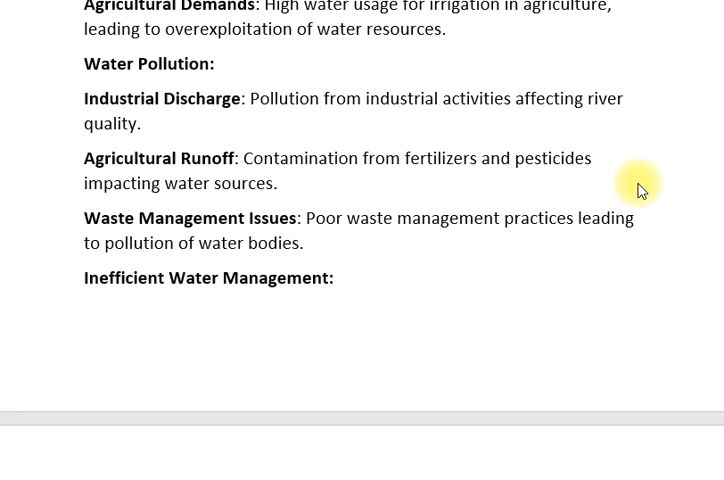 Agricultural Demands: High water usage for irrigation in agriculture,
leading to overexploitation of water resources.
Water Pollution:
Industrial Discharge: Pollution from industrial activities affecting river
quality.
Agricultural Runoff: Contamination from fertilizers and pesticides
impacting water sources.
Waste Management Issues: Poor waste management practices leading
to pollution of water bodies.
Inefficient Water Management: